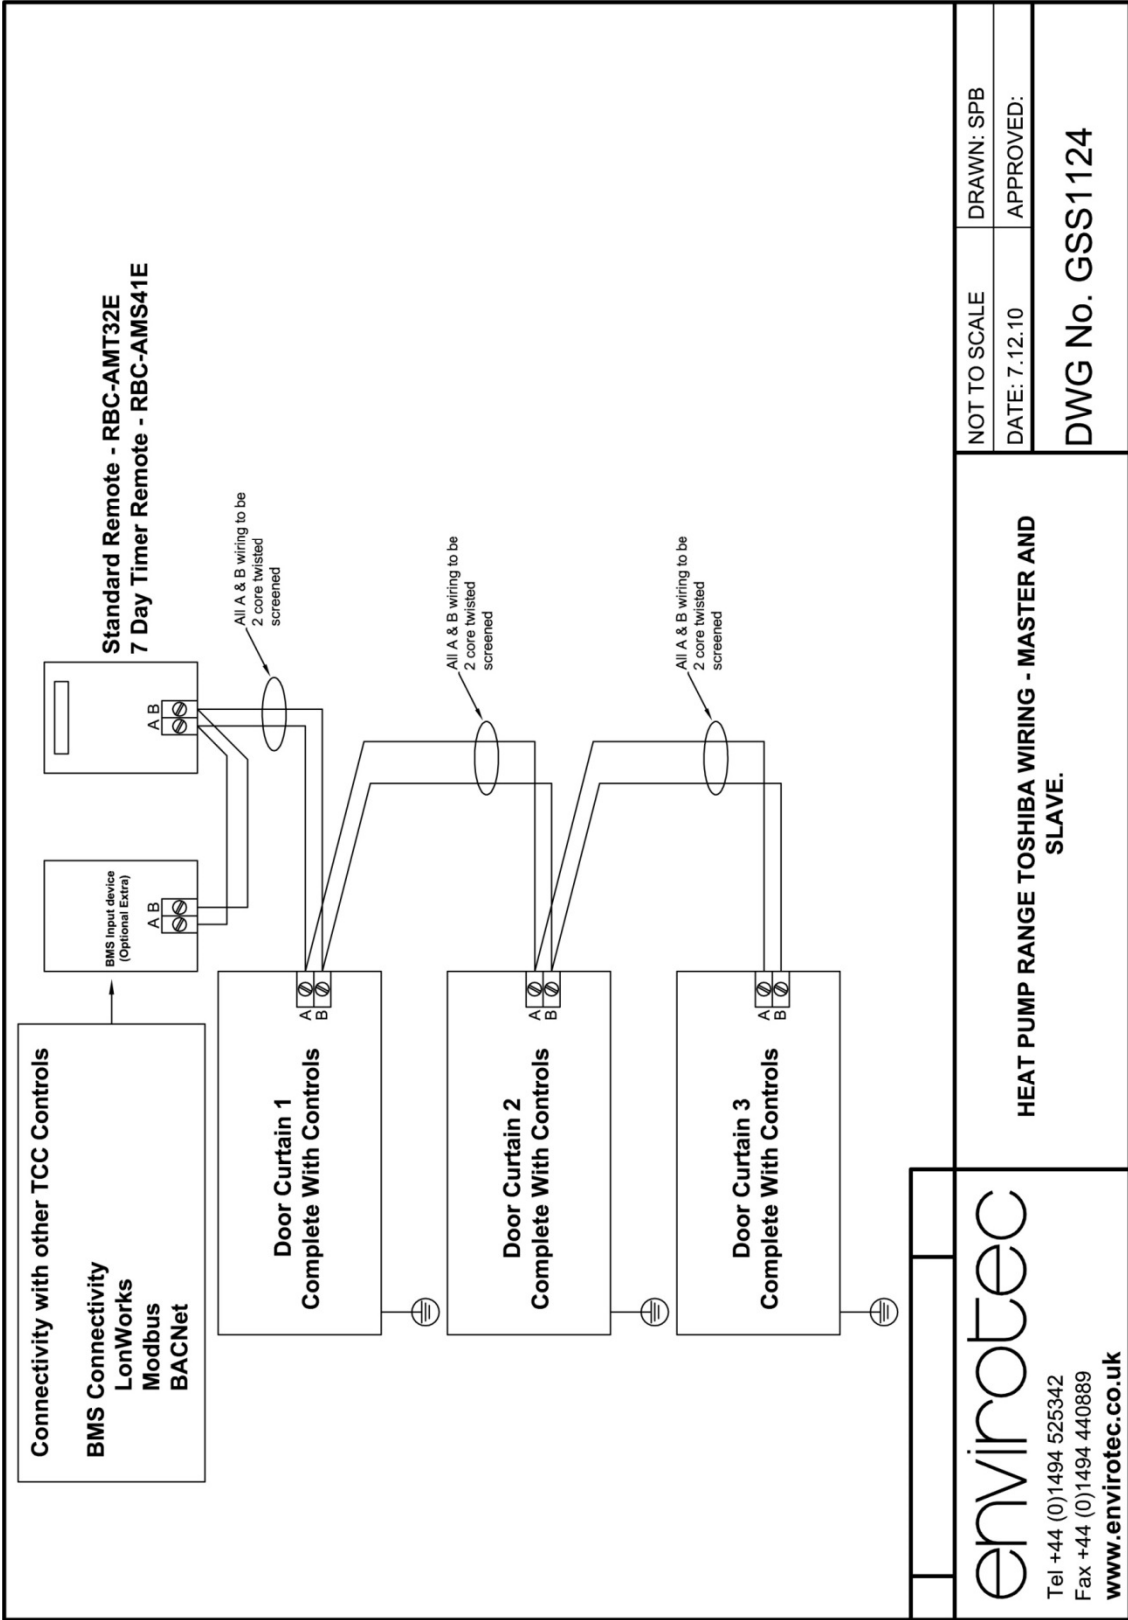 Connectivity with other TCC Controls
BMS Connectivity
LonWorks
Modbus
BACNet
BMS Input device
(Optional Extra)
A B
A B
Standard Remote - RBC-AMT32E
7 Day Timer Remote - RBC-AMS41E
All A & B wiring to be
2 core twisted
screened
Door Curtain 1
Complete With Controls
A
B
All A & B wiring to be
2 core twisted
screened
Door Curtain 2
Complete With Controls
A
B
All A & B wiring to be
2 core twisted
screened
Door Curtain 3
Complete With Controls
A
B
envirotec
Tel +44 (0)1494 525342
Fax +44 (0)1494 440889
www.envirotec.co.uk
HEAT PUMP RANGE TOSHIBA WIRING - MASTER AND
SLAVE.
NOT TO SCALE
DRAWN: SPB
DATE: 7.12.10
APPROVED:
DWG No. GSS1124